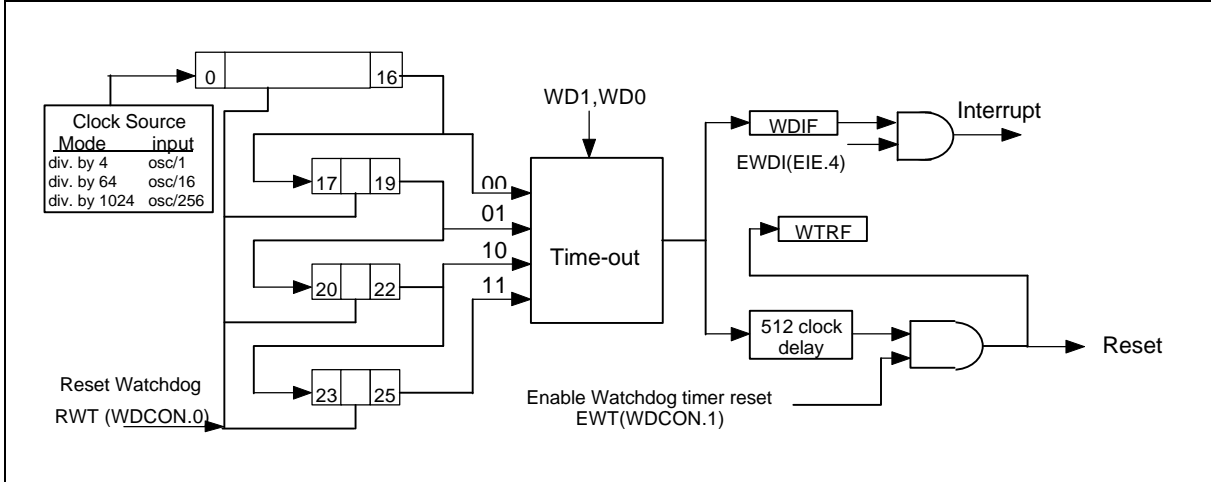 0 16
Clock Source
Mode input
div. by 4 osc/1
div. by 64 osc/16
div. by 1024 osc/256
17 19
20 22
23 25
Reset Watchdog
RWT (WDCON.0)
WD1,WD0
00
01
10
11
Time-out
WDIF
EWDI(EIE.4)
Interrupt
WTRF
512 clock
delay
Reset
Enable Watchdog timer reset
EWT(WDCON.1)